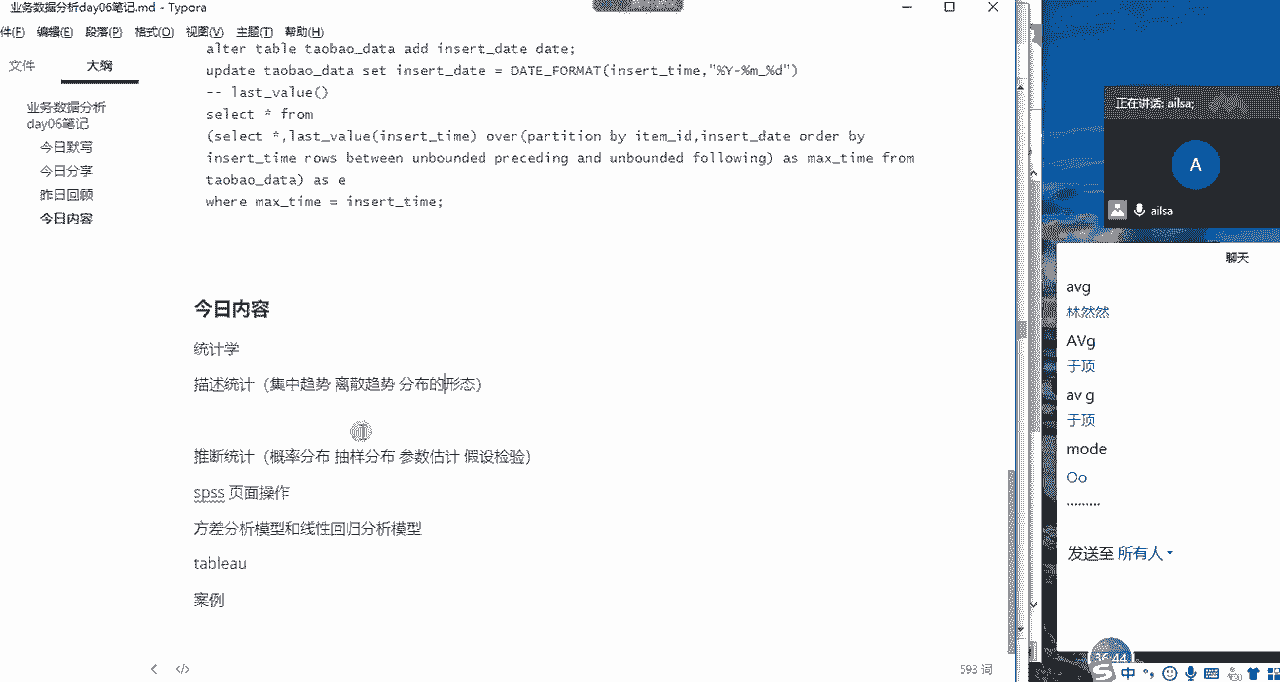 业务数据分析day06笔记.md - Typora
件(F) 编辑(E) 段落(P) 格式(O) 视图(V) 主题(T) 帮助(H)
文件 大纲
业务数据分析
day06笔记
今日默写
今日分享
昨日回顾
今日内容
alter table taobao_data add insert_date date;
update taobao_data set insert_date = DATE_FORMAT(insert_time,"%Y-%m_%d")
-- last_value()
select * from
(select *,last_value(insert_time) over(partition by item_id,insert_date order by
insert_time rows between unbounded preceding and unbounded following) as max_time from
taobao_data) as e
where max_time = insert_time;
今日内容
统计学
描述统计（集中趋势 离散趋势 分布的形态）
推断统计（概率分布 抽样分布 参数估计 假设检验）
spss 页面操作
方差分析模型和线性回归分析模型
tableau
案例
593 词
正在讲话: ailsa;
A
ailsa
聊天
avg
林然然
AVg
于顶
av g
于顶
mode
Oo
.........
发送至 所有人
36:44
中